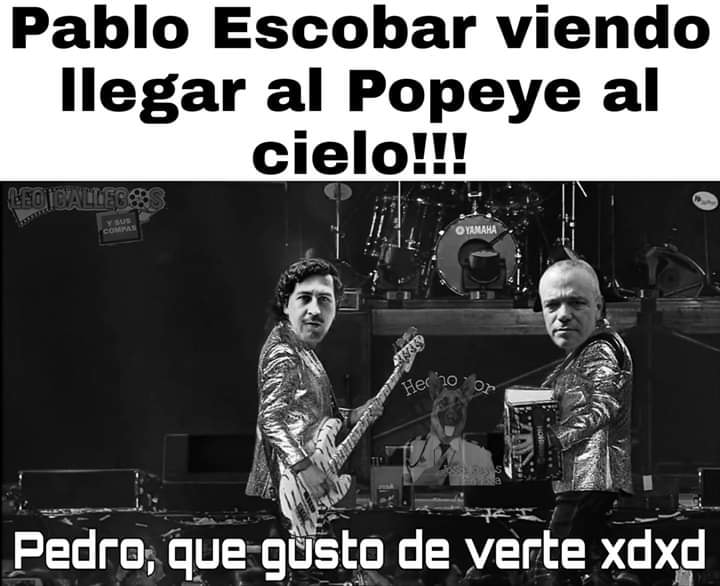 Pablo Escobar viendo
llegar al Popeye al
cielo!!!
LEO GALLEGOS
Y SUS
COMPAS
YAMAHA
Hecho por
Pedro, que gusto de verte xdxd